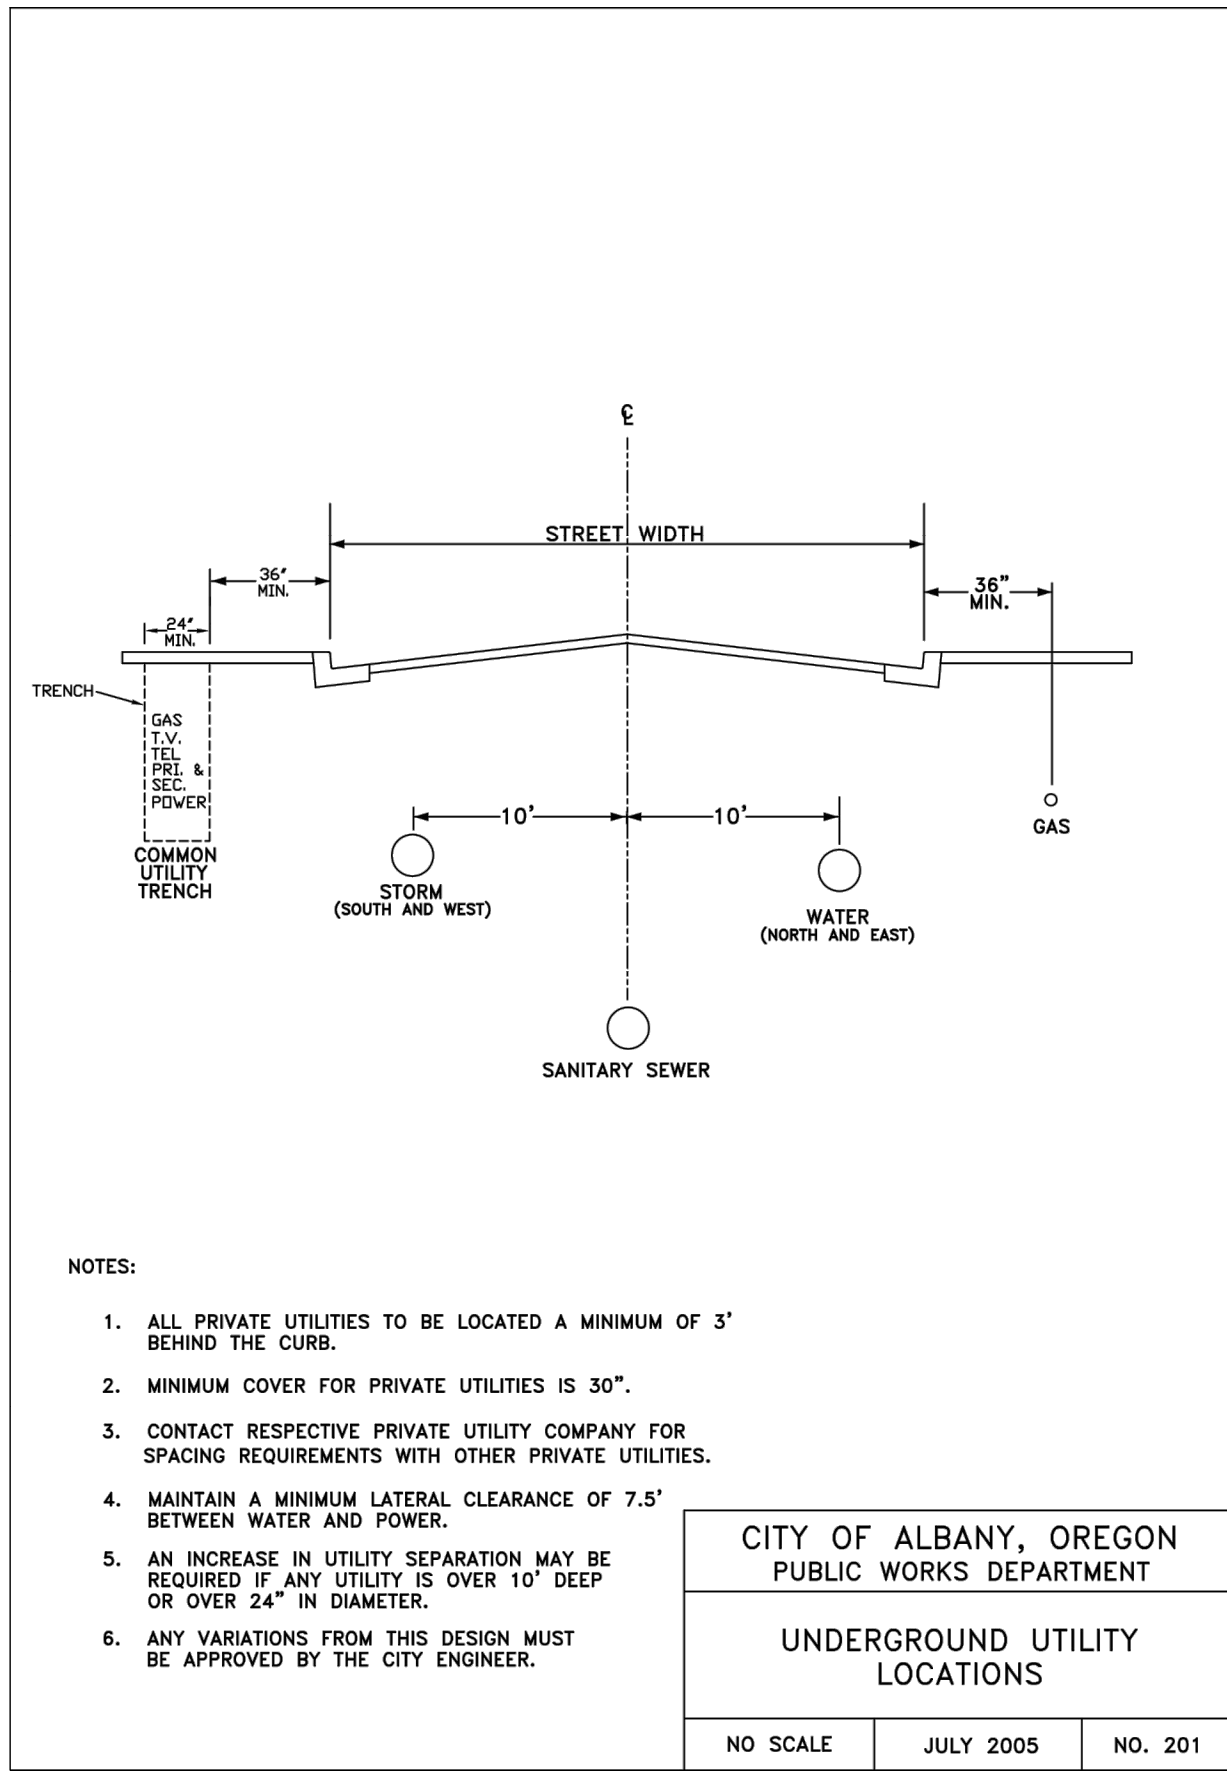 ℄
STREET WIDTH
36"
MIN.
36"
MIN.
24"
MIN.
TRENCH
GAS
T.V.
TEL
PRI. &
SEC.
POWER
COMMON
UTILITY
TRENCH
10'
10'
STORM
(SOUTH AND WEST)
WATER
(NORTH AND EAST)
GAS
SANITARY SEWER
NOTES:
1. ALL PRIVATE UTILITIES TO BE LOCATED A MINIMUM OF 3'
BEHIND THE CURB.
2. MINIMUM COVER FOR PRIVATE UTILITIES IS 30".
3. CONTACT RESPECTIVE PRIVATE UTILITY COMPANY FOR
SPACING REQUIREMENTS WITH OTHER PRIVATE UTILITIES.
4. MAINTAIN A MINIMUM LATERAL CLEARANCE OF 7.5'
BETWEEN WATER AND POWER.
5. AN INCREASE IN UTILITY SEPARATION MAY BE
REQUIRED IF ANY UTILITY IS OVER 10' DEEP
OR OVER 24" IN DIAMETER.
6. ANY VARIATIONS FROM THIS DESIGN MUST
BE APPROVED BY THE CITY ENGINEER.
CITY OF ALBANY, OREGON
PUBLIC WORKS DEPARTMENT
UNDERGROUND UTILITY
LOCATIONS
NO SCALE
JULY 2005
NO. 201